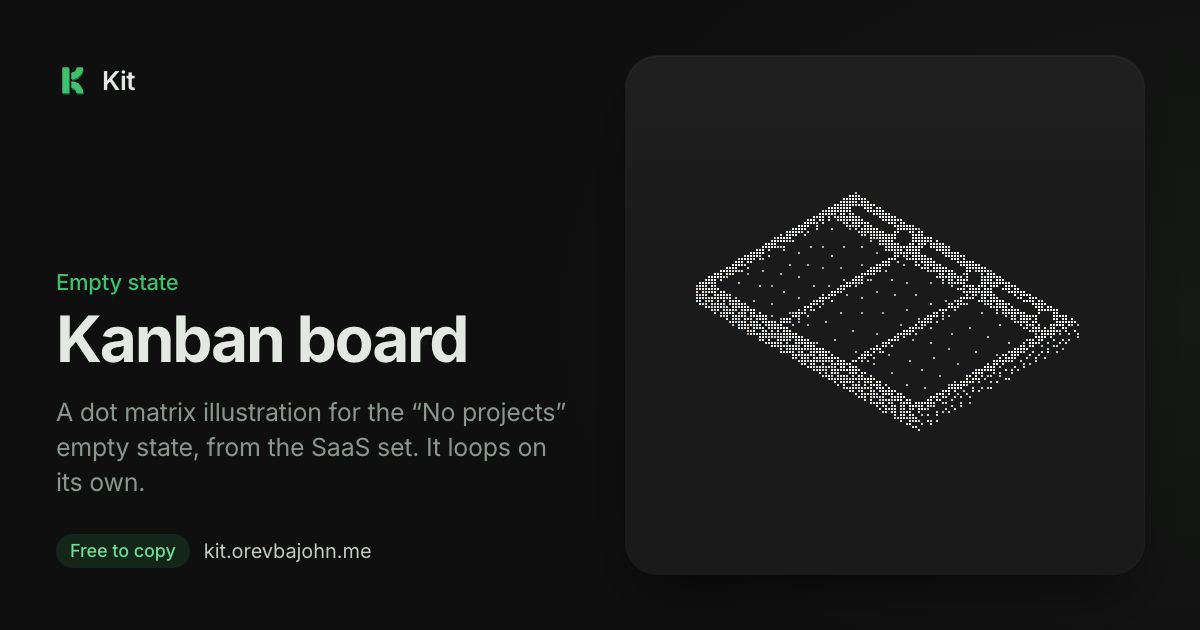 Kit
Empty state
Kanban board
A dot matrix illustration for the “No projects”
empty state, from the SaaS set. It loops on
its own.
Free to copy
kit.orevbajohn.me